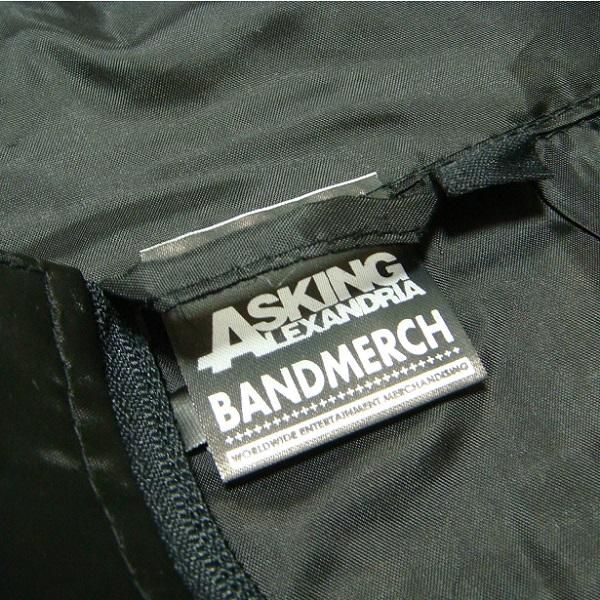 ASKING
ALEXANDRIA
BANDMERCH
WORLDWIDE ENTERTAINMENT MERCHANDISING